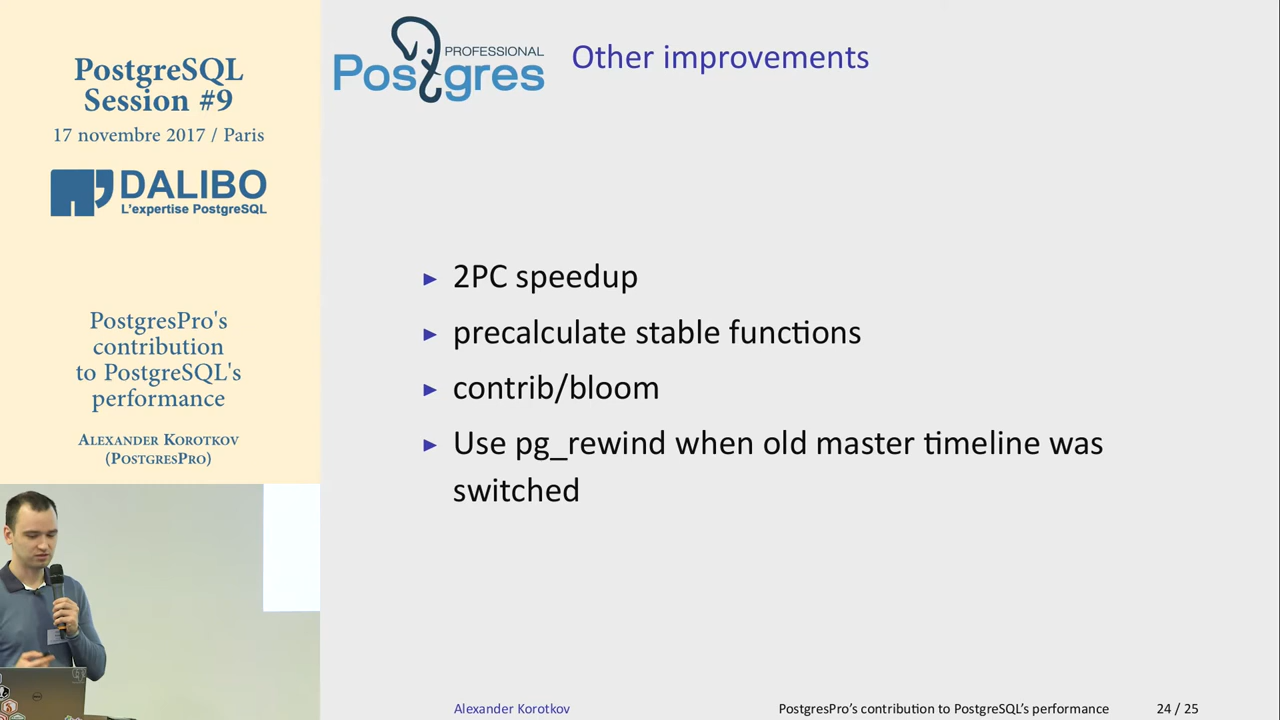 PostgreSQL
Session #9
17 novembre 2017 / Paris
DALIBO
L'expertise PostgreSQL
PostgresPro's
contribution
to PostgreSQL's
performance
Alexander Korotkov
(PostgresPro)
PROFESSIONAL
Postgres
Other improvements
2PC speedup
precalculate stable functions
contrib/bloom
Use pg_rewind when old master timeline was
switched
Alexander Korotkov
PostgresPro's contribution to PostgreSQL's performance
24 / 25